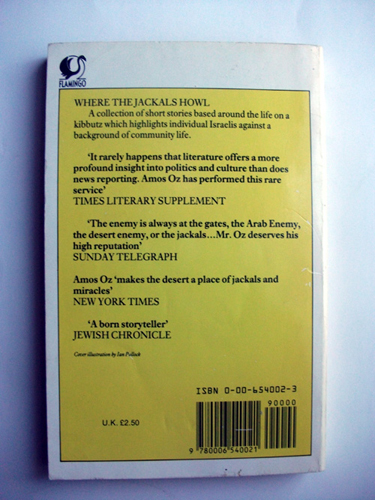 FLAMINGO
WHERE THE JACKALS HOWL
A collection of short stories based around the life on a
kibbutz which highlights individual Israelis against a
background of community life.
'It rarely happens that literature offers a more
profound insight into politics and culture than does
news reporting. Amos Oz has performed this rare
service'
TIMES LITERARY SUPPLEMENT
'The enemy is always at the gates, the Arab Enemy,
the desert enemy, or the jackals...Mr. Oz deserves his
high reputation'
SUNDAY TELEGRAPH
Amos Oz 'makes the desert a place of jackals and
miracles'
NEW YORK TIMES
'A born storyteller'
JEWISH CHRONICLE
Cover illustration by Ian Pollock
ISBN 0-00-654002-3
90000
U.K. £2.50
9 780006 540021